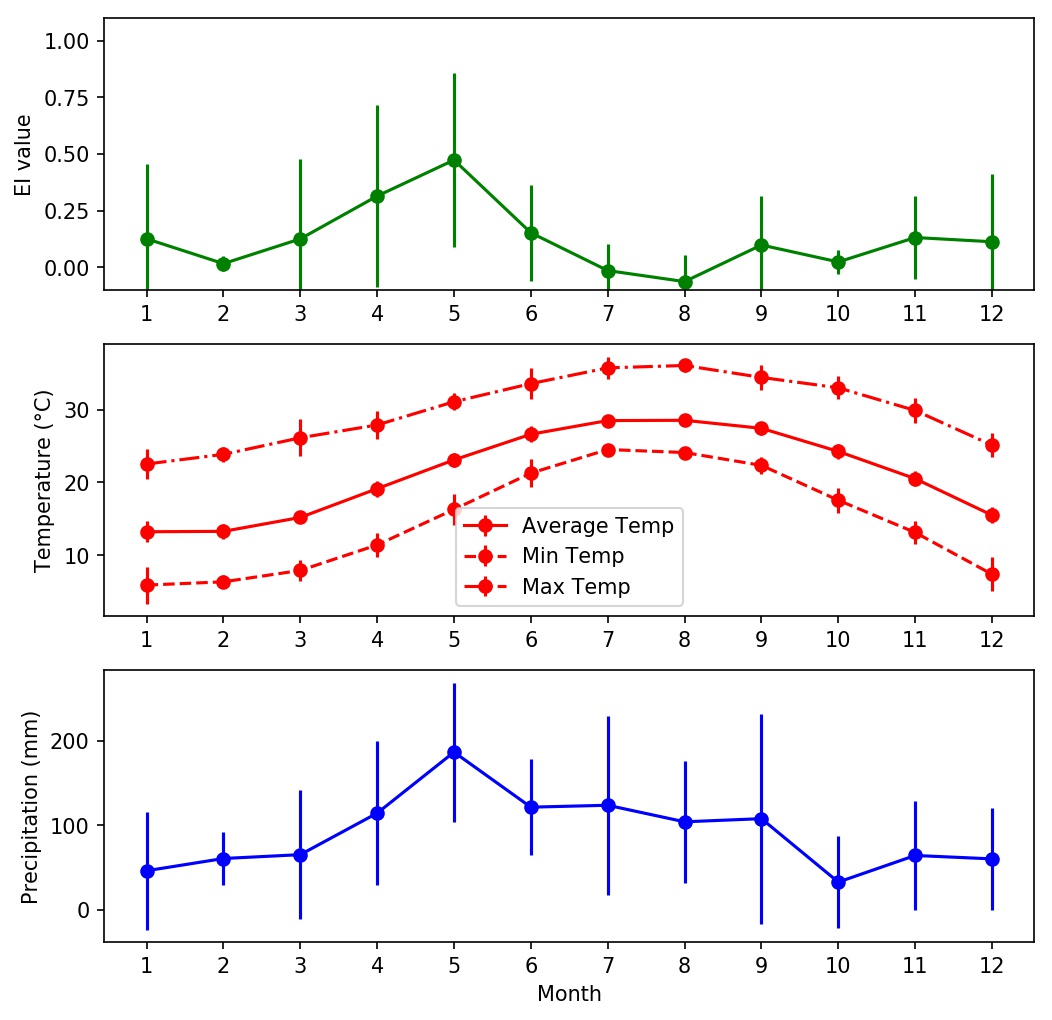 EI value
1.00
0.75
0.50
0.25
0.00
1 2 3 4 5 6 7 8 9 10 11 12
Temperature (°C)
30
20
10
Average Temp
Min Temp
Max Temp
1 2 3 4 5 6 7 8 9 10 11 12
Precipitation (mm)
200
100
0
1 2 3 4 5 6 7 8 9 10 11 12
Month